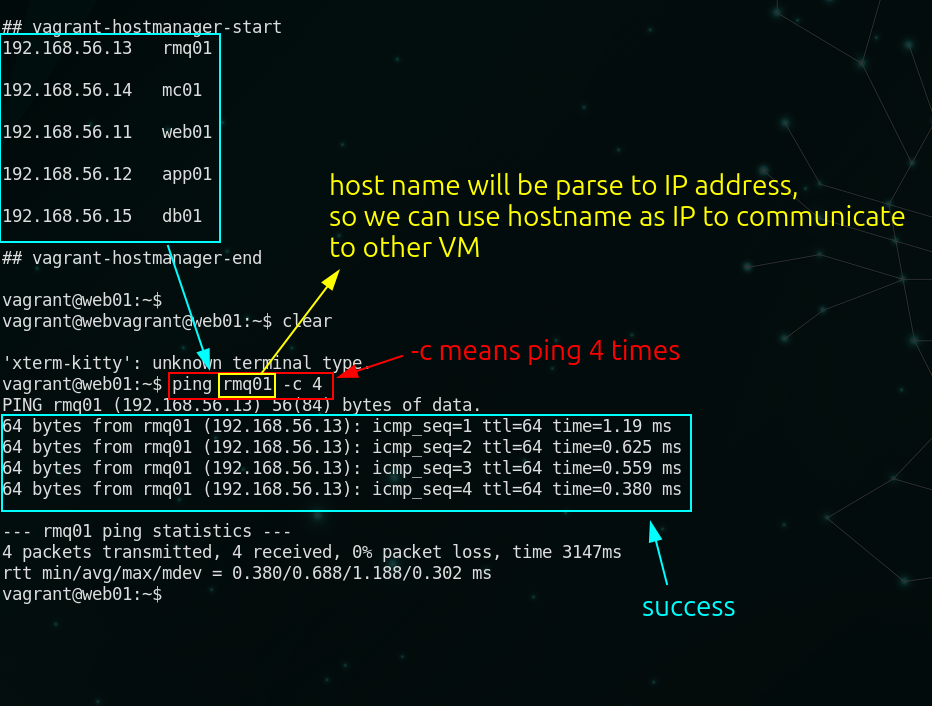 ## vagrant-hostmanager-start
192.168.56.13   rmq01
192.168.56.14   mc01
192.168.56.11   web01
192.168.56.12   app01
192.168.56.15   db01
## vagrant-hostmanager-end
host name will be parse to IP address,
so we can use hostname as IP to communicate
to other VM
vagrant@web01:~$
vagrant@webvagrant@web01:~$ clear
'xterm-kitty': unknown terminal type.
-c means ping 4 times
vagrant@web01:~$ ping rmq01 -c 4
PING rmq01 (192.168.56.13) 56(84) bytes of data.
64 bytes from rmq01 (192.168.56.13): icmp_seq=1 ttl=64 time=1.19 ms
64 bytes from rmq01 (192.168.56.13): icmp_seq=2 ttl=64 time=0.625 ms
64 bytes from rmq01 (192.168.56.13): icmp_seq=3 ttl=64 time=0.559 ms
64 bytes from rmq01 (192.168.56.13): icmp_seq=4 ttl=64 time=0.380 ms
--- rmq01 ping statistics ---
4 packets transmitted, 4 received, 0% packet loss, time 3147ms
rtt min/avg/max/mdev = 0.380/0.688/1.188/0.302 ms
vagrant@web01:~$
success